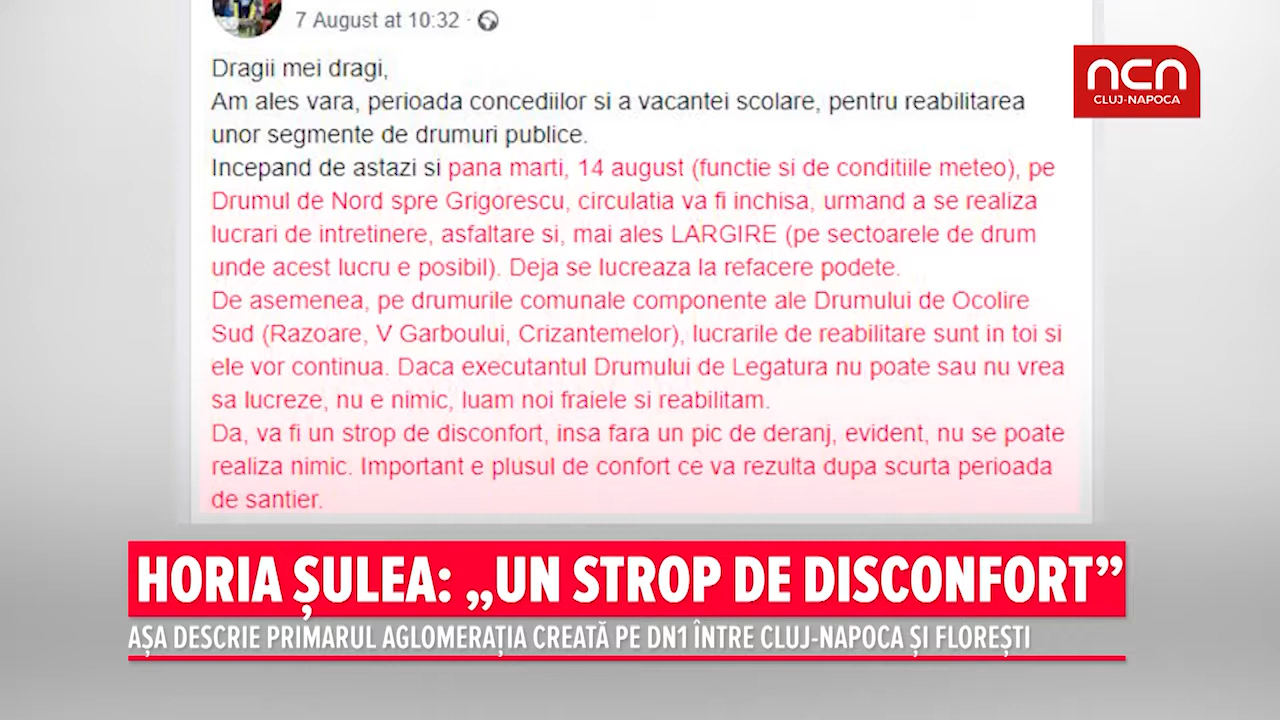 7 August at 10:32 ·
ncn
CLUJ-NAPOCA
Dragii mei dragi,
Am ales vara, perioada concediilor si a vacantei scolare, pentru reabilitarea
unor segmente de drumuri publice.
Incepand de astazi si pana marti, 14 august (functie si de conditiile meteo), pe
Drumul de Nord spre Grigorescu, circulatia va fi inchisa, urmand a se realiza
lucrari de intretinere, asfaltare si, mai ales LARGIRE (pe sectoarele de drum
unde acest lucru e posibil). Deja se lucreaza la refacere podete.
De asemenea, pe drumurile comunale componente ale Drumului de Ocolire
Sud (Razoare, V Garboului, Crizantemelor), lucrarile de reabilitare sunt in toi si
ele vor continua. Daca executantul Drumului de Legatura nu poate sau nu vrea
sa lucreze, nu e nimic, luam noi fraiele si reabilitam.
Da, va fi un strop de disconfort, insa fara un pic de deranj, evident, nu se poate
realiza nimic. Important e plusul de confort ce va rezulta dupa scurta perioada
de santier.
HORIA ȘULEA: „UN STROP DE DISCONFORT”
AȘA DESCRIE PRIMARUL AGLOMERAȚIA CREATĂ PE DN1 ÎNTRE CLUJ-NAPOCA ȘI FLOREȘTI